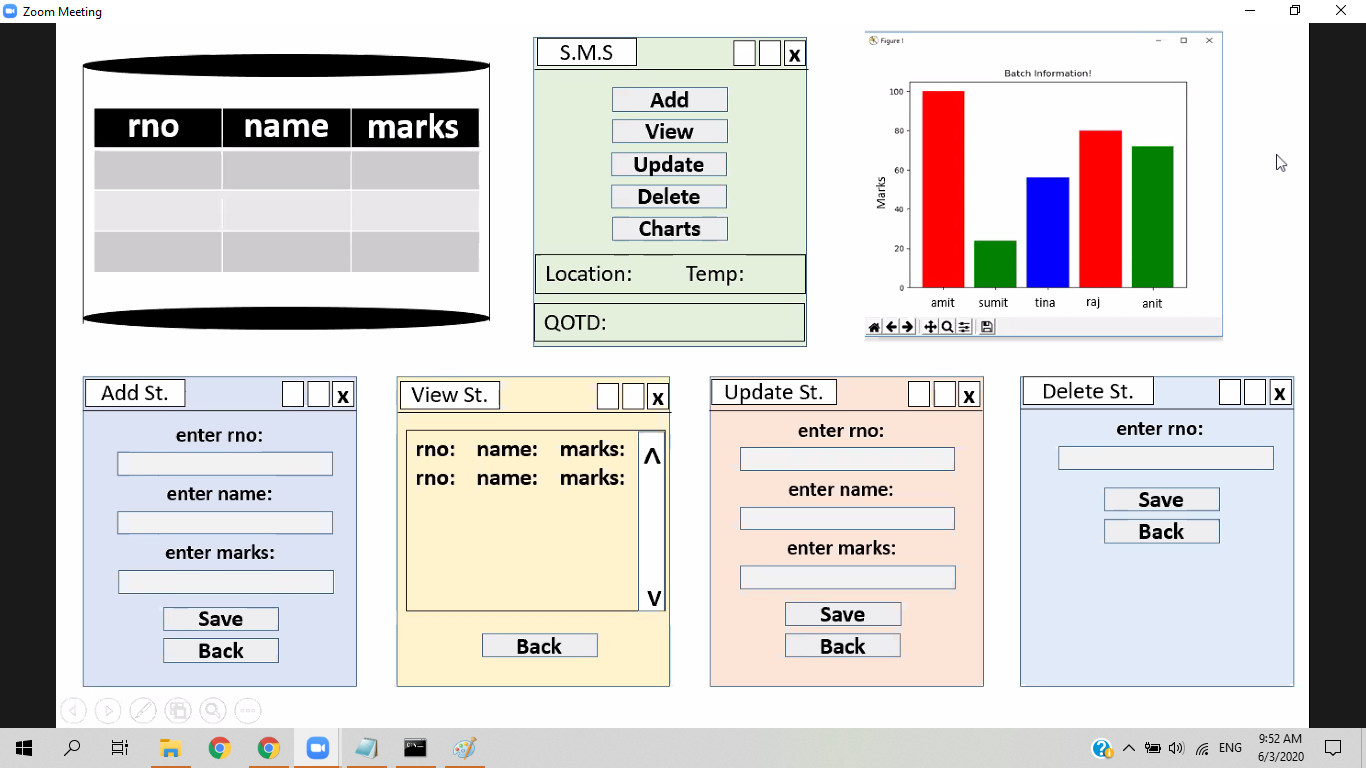 Zoom Meeting
rno name marks
S.M.S X
Add
View
Update
Delete
Charts
Location: Temp:
QOTD:
Figure 1
Batch Information!
Marks
100
80
60
40
20
0
amit sumit tina raj anit
Add St. X
enter rno:
enter name:
enter marks:
Save
Back
View St. X
rno: name: marks:
rno: name: marks:
Back
Update St. X
enter rno:
enter name:
enter marks:
Save
Back
Delete St. X
enter rno:
Save
Back
ENG
9:52 AM
6/3/2020